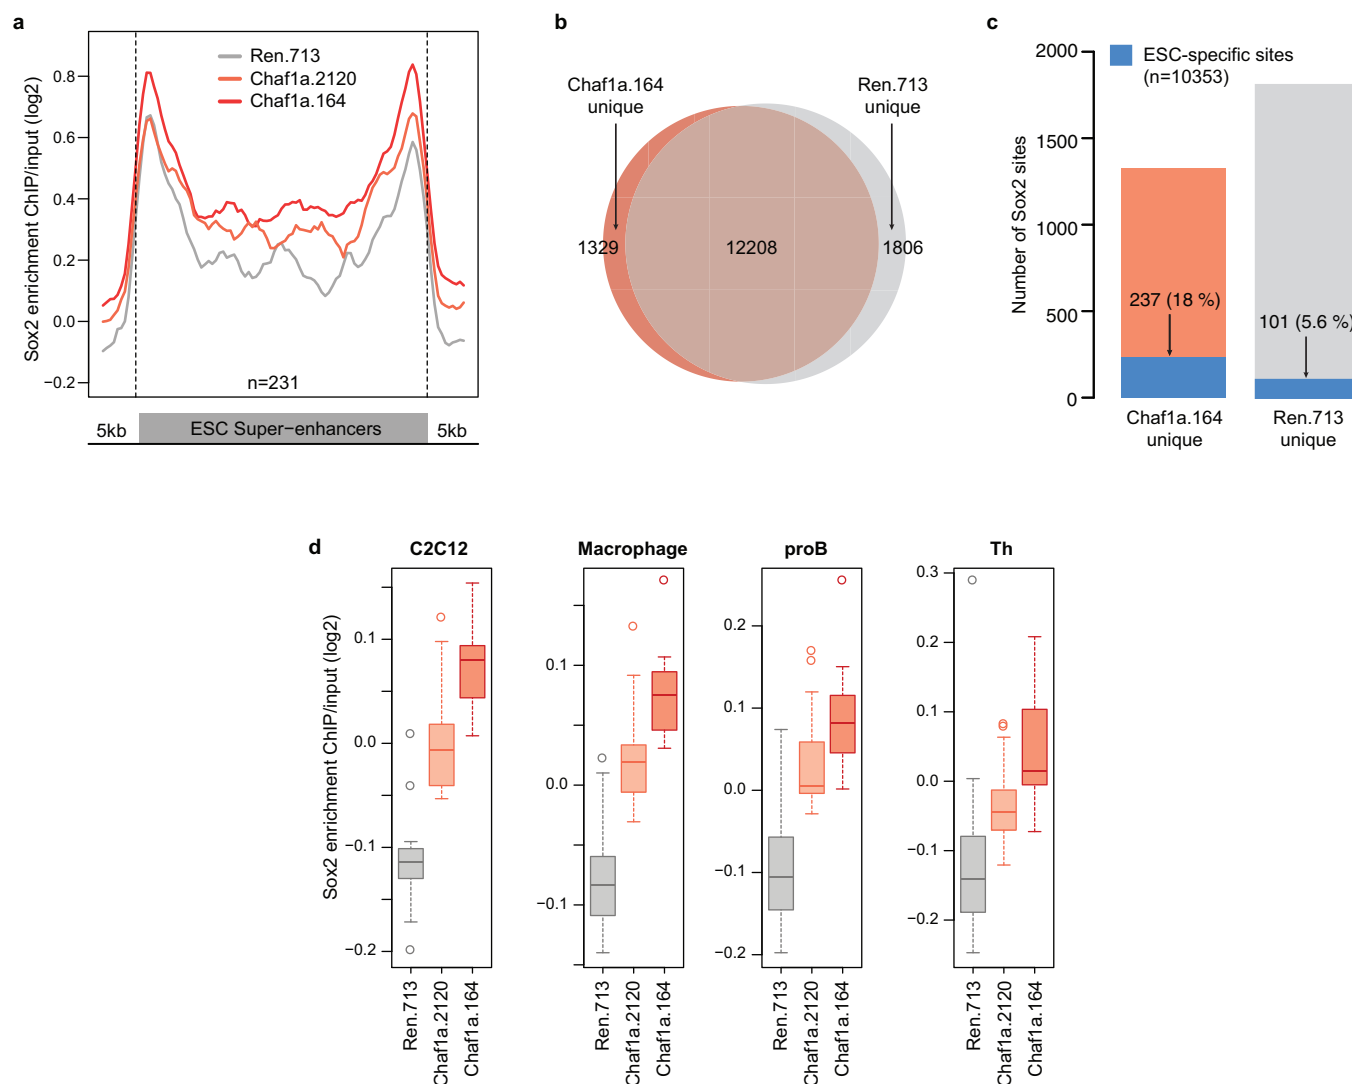 a
Sox2 enrichment ChIP/input (log2)
0.8
0.6
0.4
0.2
0.0
−0.2
Ren.713
Chaf1a.2120
Chaf1a.164
n=231
5kb
ESC Super−enhancers
5kb
b
Chaf1a.164
unique
Ren.713
unique
1329
12208
1806
c
Number of Sox2 sites
2000
1500
1000
500
0
ESC-specific sites
(n=10353)
237 (18 %)
101 (5.6 %)
Chaf1a.164
unique
Ren.713
unique
d
Sox2 enrichment ChIP/input (log2)
C2C12
0.1
0.0
−0.1
−0.2
Ren.713
Chaf1a.2120
Chaf1a.164
Macrophage
0.1
0.0
−0.1
Ren.713
Chaf1a.2120
Chaf1a.164
proB
0.2
0.1
0.0
−0.1
−0.2
Ren.713
Chaf1a.2120
Chaf1a.164
Th
0.3
0.2
0.1
0.0
−0.1
−0.2
Ren.713
Chaf1a.2120
Chaf1a.164